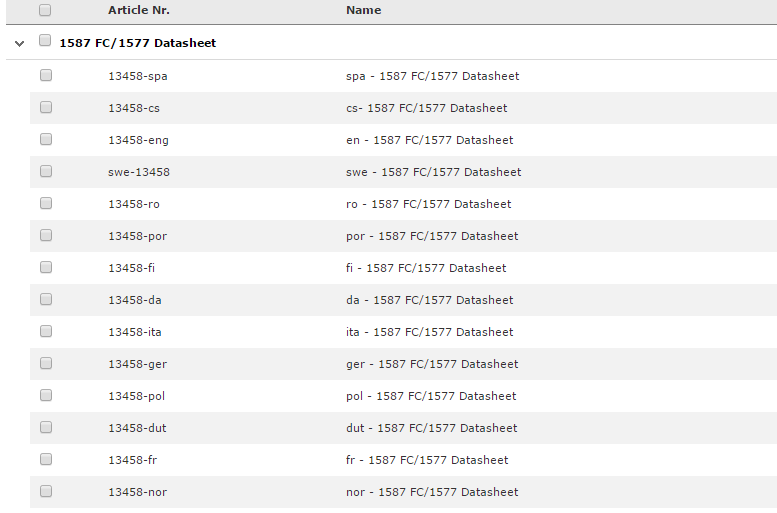 Article Nr. Name
1587 FC/1577 Datasheet
13458-spa spa - 1587 FC/1577 Datasheet
13458-cs cs- 1587 FC/1577 Datasheet
13458-eng en - 1587 FC/1577 Datasheet
swe-13458 swe - 1587 FC/1577 Datasheet
13458-ro ro - 1587 FC/1577 Datasheet
13458-por por - 1587 FC/1577 Datasheet
13458-fi fi - 1587 FC/1577 Datasheet
13458-da da - 1587 FC/1577 Datasheet
13458-ita ita - 1587 FC/1577 Datasheet
13458-ger ger - 1587 FC/1577 Datasheet
13458-pol pol - 1587 FC/1577 Datasheet
13458-dut dut - 1587 FC/1577 Datasheet
13458-fr fr - 1587 FC/1577 Datasheet
13458-nor nor - 1587 FC/1577 Datasheet